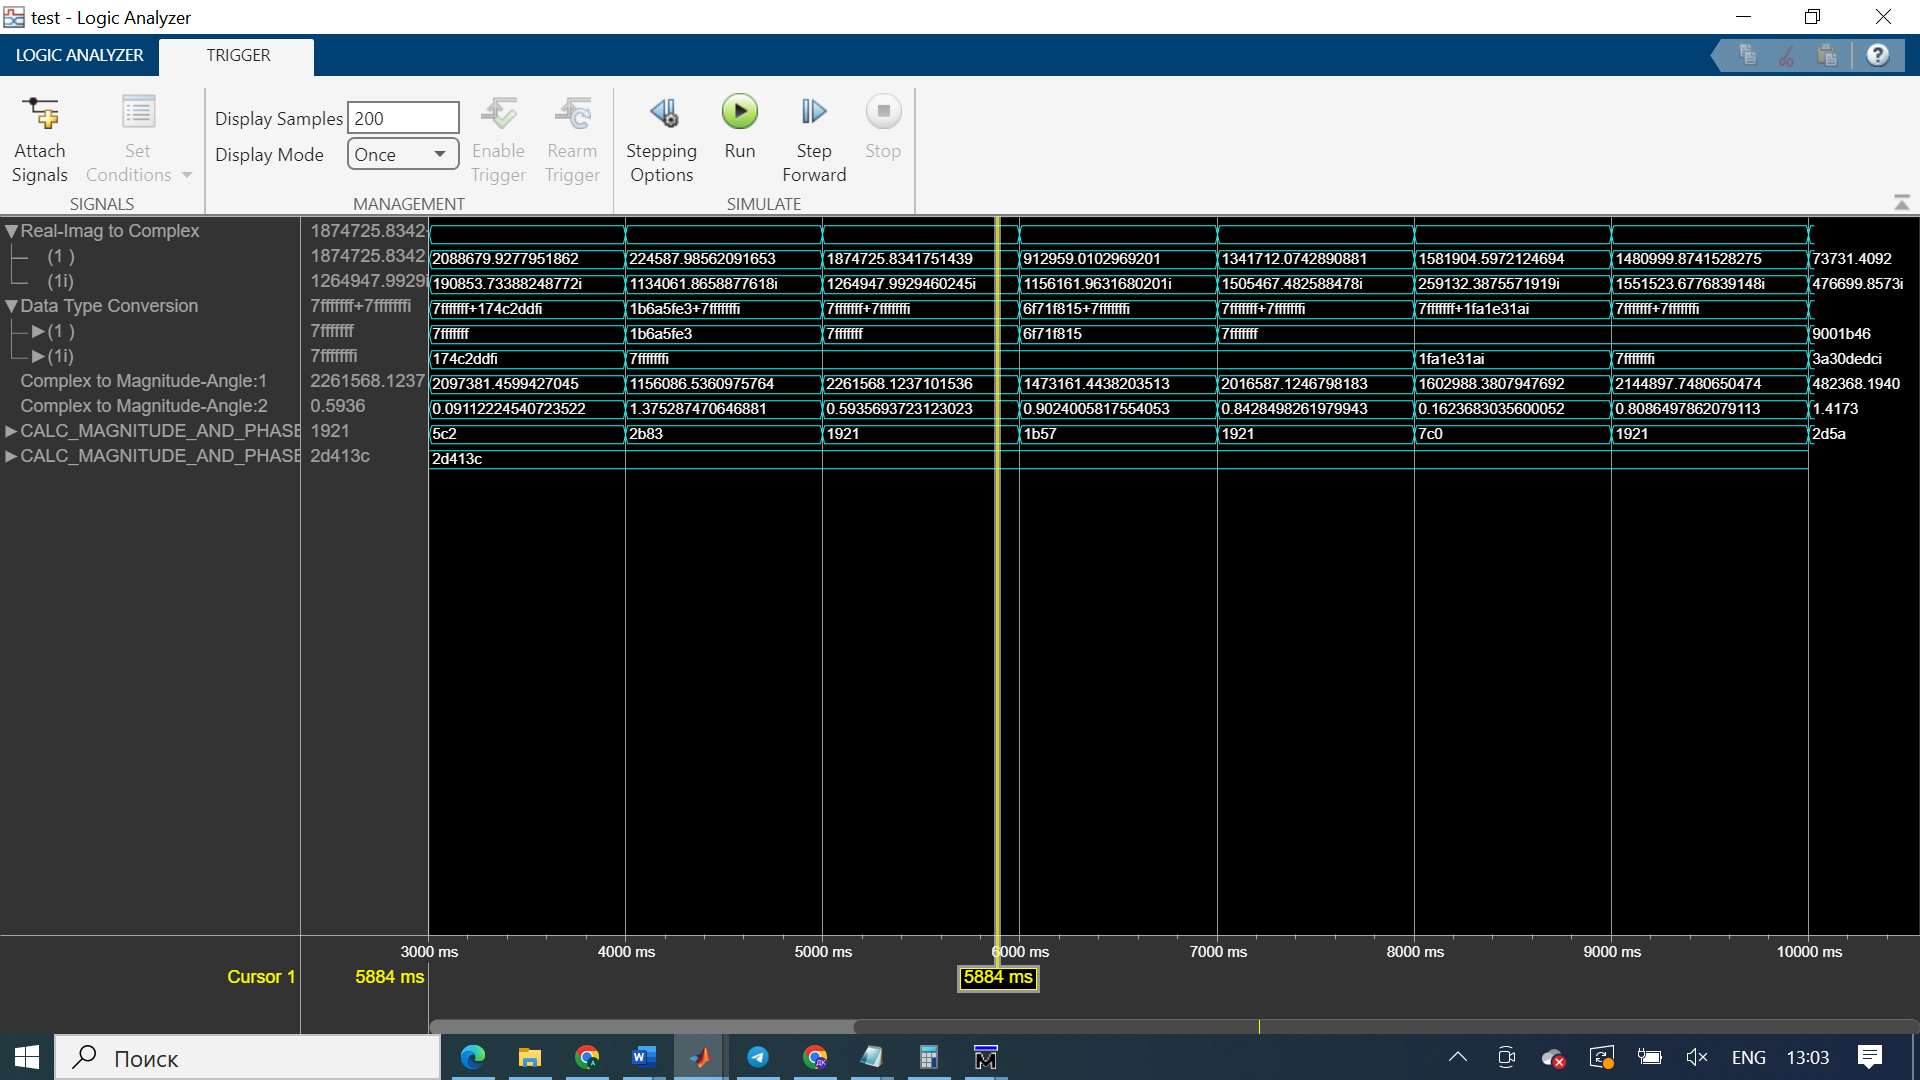 test - Logic Analyzer
LOGIC ANALYZER TRIGGER
Attach Signals
Set Conditions
SIGNALS
Display Samples 200
Display Mode Once
Enable Trigger
Rearm Trigger
MANAGEMENT
Stepping Options
Run
Step Forward
Stop
SIMULATE
Real-Imag to Complex 1874725.8342
(1 ) 1874725.8342 2088679.9277951862 224587.98562091653 1874725.8341751439 912959.0102969201 1341712.0742890881 1581904.5972124694 1480999.8741528275 73731.4092
(1i) 1264947.9929i 190853.73388248772i 1134061.8658877618i 1264947.9929460245i 1156161.9631680201i 1505467.482588478i 259132.3875571919i 1551523.6776839148i 476699.8573i
Data Type Conversion 7fffffff+7fffffffi 7fffffff+174c2ddfi 1b6a5fe3+7fffffffi 7fffffff+7fffffffi 6f71f815+7fffffffi 7fffffff+7fffffffi 7fffffff+1fa1e31ai 7fffffff+7fffffffi
(1 ) 7fffffff 7fffffff 1b6a5fe3 7fffffff 6f71f815 7fffffff 9001b46
(1i) 7fffffffi 174c2ddfi 7fffffffi 1fa1e31ai 7fffffffi 3a30dedci
Complex to Magnitude-Angle:1 2261568.1237 2097381.4599427045 1156086.5360975764 2261568.1237101536 1473161.4438203513 2016587.1246798183 1602988.3807947692 2144897.7480650474 482368.1940
Complex to Magnitude-Angle:2 0.5936 0.09112224540723522 1.375287470646881 0.5935693723123023 0.9024005817554053 0.8428498261979943 0.1623683035600052 0.8086497862079113 1.4173
CALC_MAGNITUDE_AND_PHASE 1921 5c2 2b83 1921 1b57 1921 7c0 1921 2d5a
CALC_MAGNITUDE_AND_PHASE 2d413c 2d413c
3000 ms 4000 ms 5000 ms 6000 ms 7000 ms 8000 ms 9000 ms 10000 ms
Cursor 1 5884 ms 5884 ms
Поиск ENG 13:03